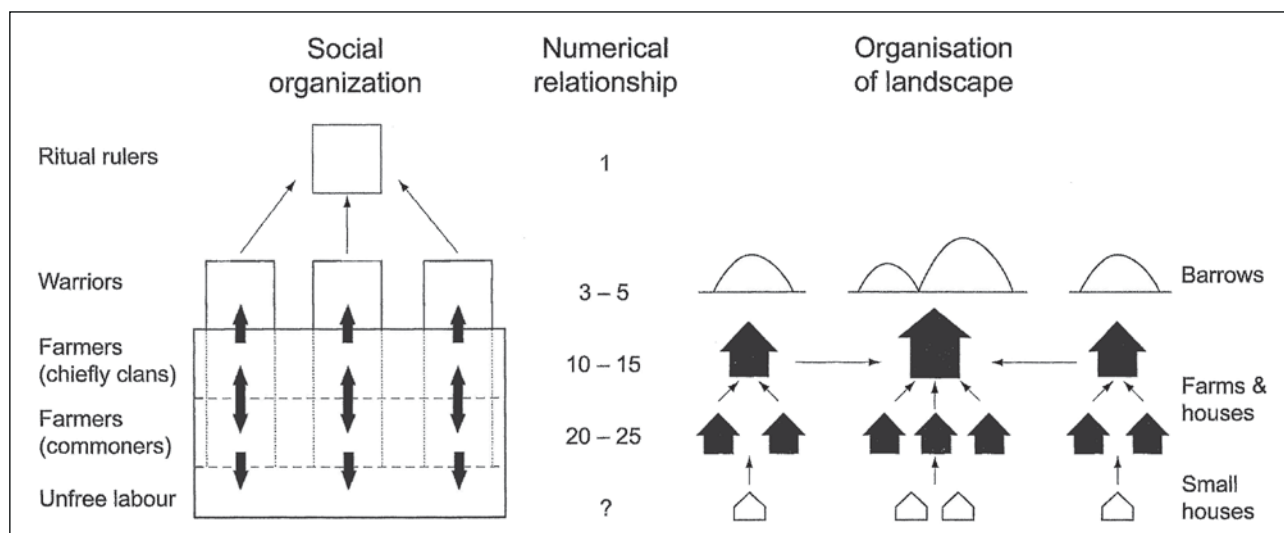 Social
organization
Numerical
relationship
Organisation
of landscape
Ritual rulers
1
Warriors
3 – 5
Barrows
Farmers
(chiefly clans)
10 – 15
Farms &
houses
Farmers
(commoners)
20 – 25
Unfree labour
?
Small
houses